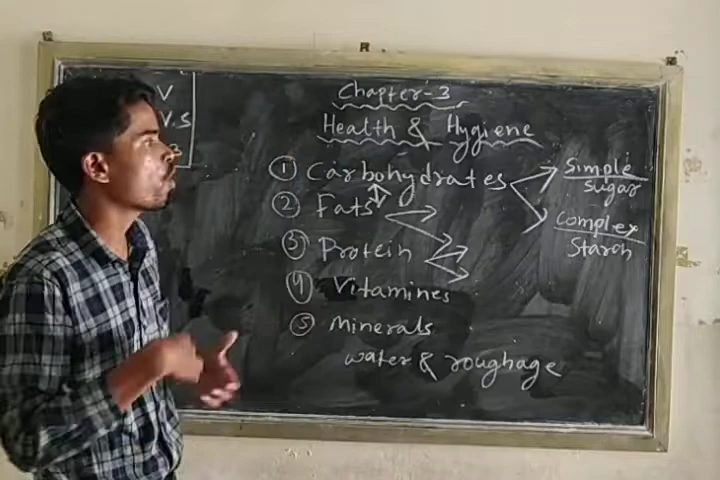 V
V.S
3
Chapter-3
Health & Hygiene
① Carbohydrates
Simple
Sugar
② Fats
Complex
Starch
③ Protein
④ Vitamines
⑤ Minerals
water & roughage